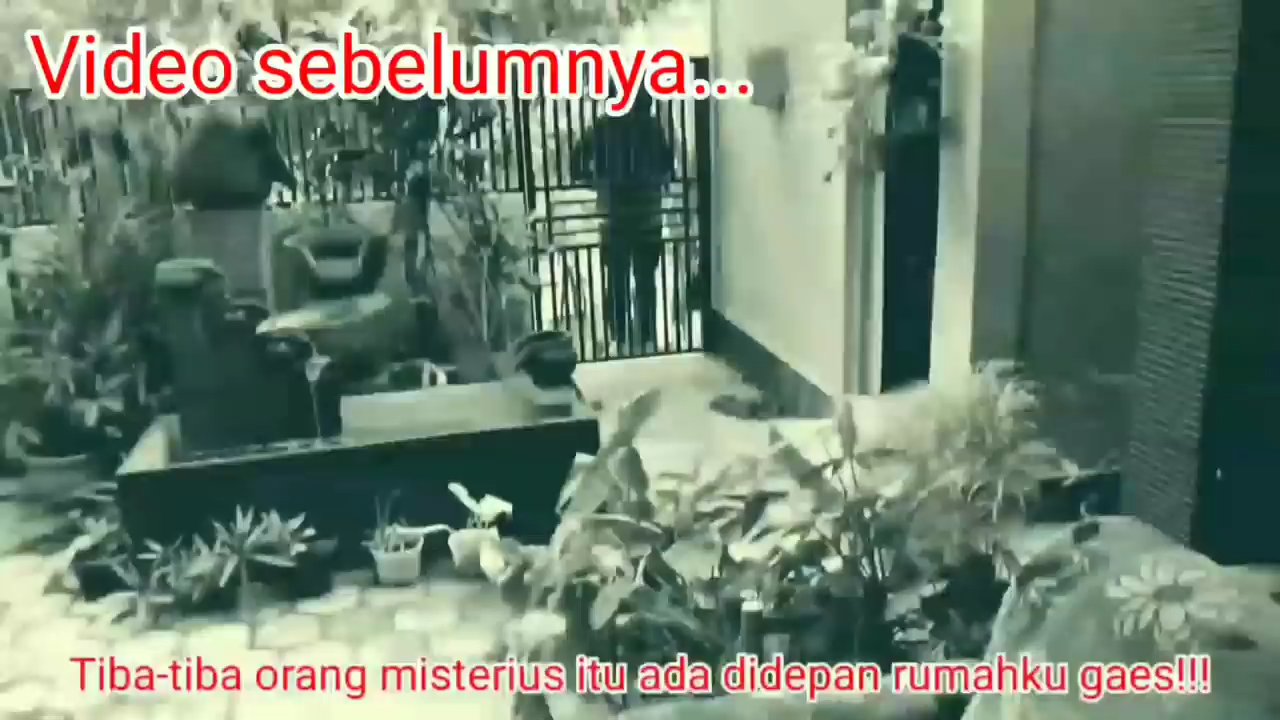 Video sebelumnya...
Tiba-tiba orang misterius itu ada didepan rumahku gaes!!!